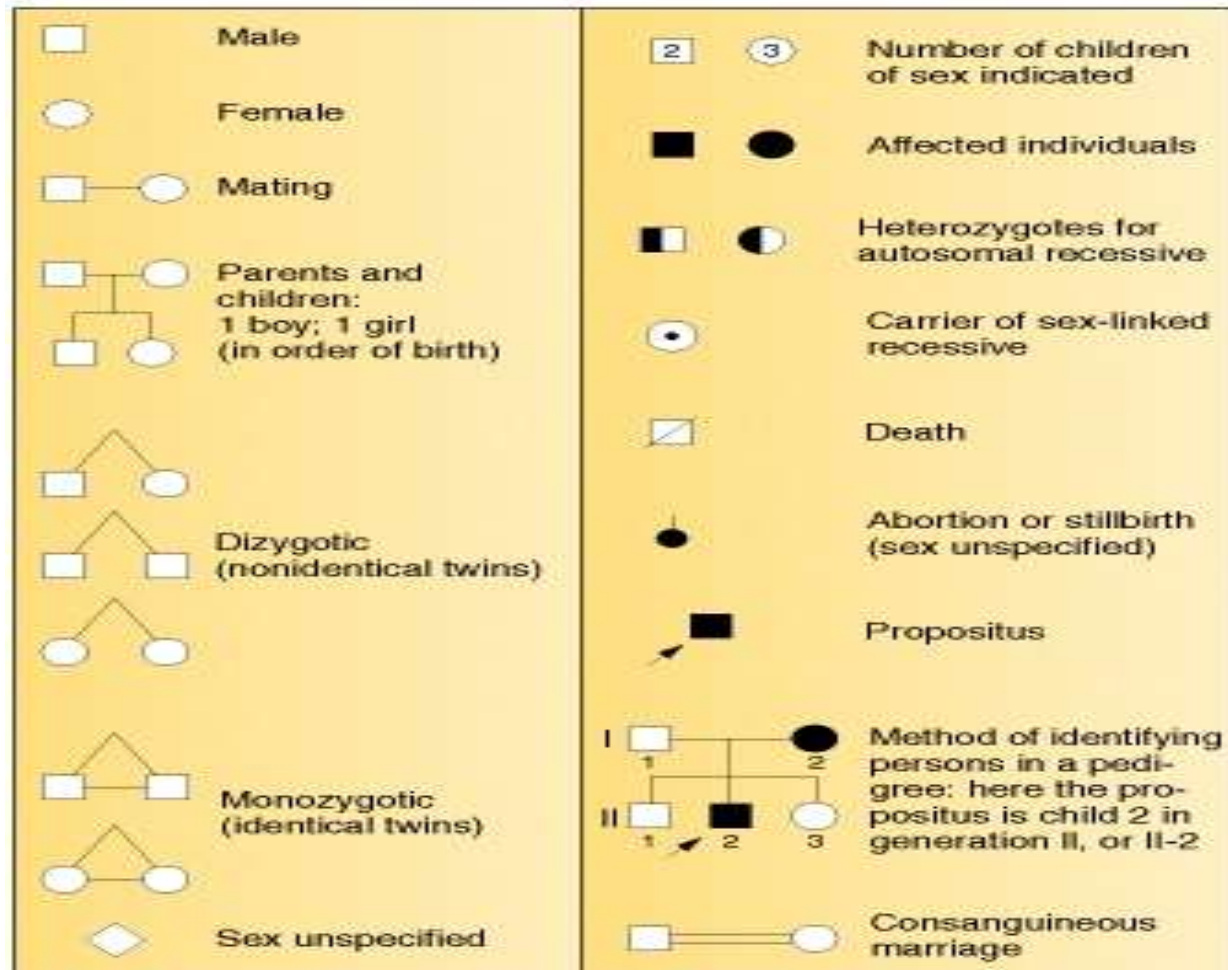 Male
Female
Mating
Parents and
children:
1 boy; 1 girl
(in order of birth)
Dizygotic
(nonidentical twins)
Monozygotic
(identical twins)
Sex unspecified
2 3 Number of children
of sex indicated
Affected individuals
Heterozygotes for
autosomal recessive
Carrier of sex-linked
recessive
Death
Abortion or stillbirth
(sex unspecified)
Propositus
I 1 2
II 1 2 3
Method of identifying
persons in a pedi-
gree: here the pro-
positus is child 2 in
generation II, or II-2
Consanguineous
marriage